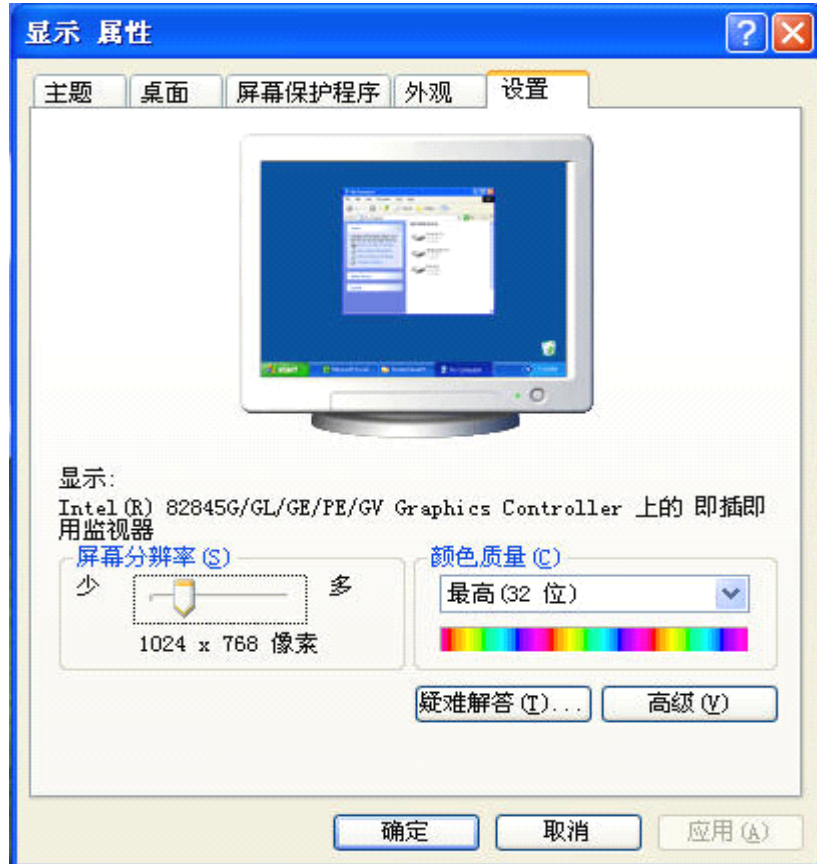 显示 属性
主题 桌面 屏幕保护程序 外观 设置
显示:
Intel(R) 82845G/GL/GE/PE/GV Graphics Controller 上的 即插即
用监视器
屏幕分辨率(S) 颜色质量(C)
少 多 最高(32 位)
1024 x 768 像素
疑难解答(T)... 高级(V)
确定 取消 应用(A)